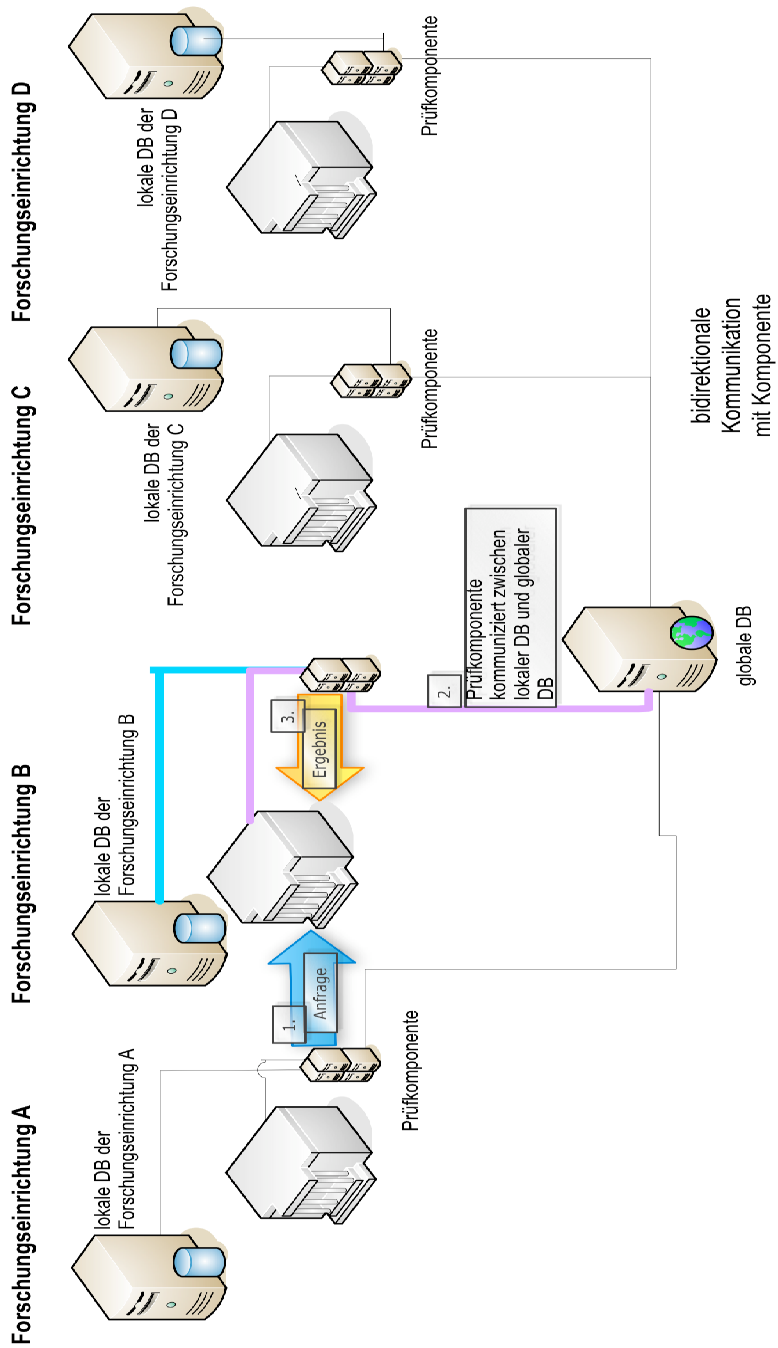 Forschungseinrichtung A
Forschungseinrichtung B
Forschungseinrichtung C
Forschungseinrichtung D
lokale DB der
Forschungseinrichtung A
lokale DB der
Forschungseinrichtung B
lokale DB der
Forschungseinrichtung C
lokale DB der
Forschungseinrichtung D
1.
Anfrage
3.
Ergebnis
Prüfkomponente
Prüfkomponente
Prüfkomponente
2.
Prüfkomponente
kommuniziert zwischen
lokaler DB und globaler
DB
globale DB
bidirektionale
Kommunikation
mit Komponente